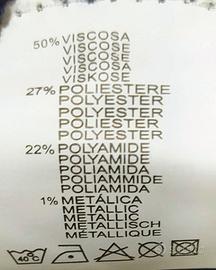 50% VISCOSA
VISCOSE
VISCOSE
VISCOSA
VISKOSE
27% POLIESTERE
POLYESTER
POLYESTER
POLIESTER
POLYESTER
22% POLYAMIDE
POLYAMIDE
POLIAMIDA
POLIAMMIDE
POLIAMIDA
1% METÁLICA
METALLIC
METALLIC
METALLISCH
MÉTALLIQUE
40°C